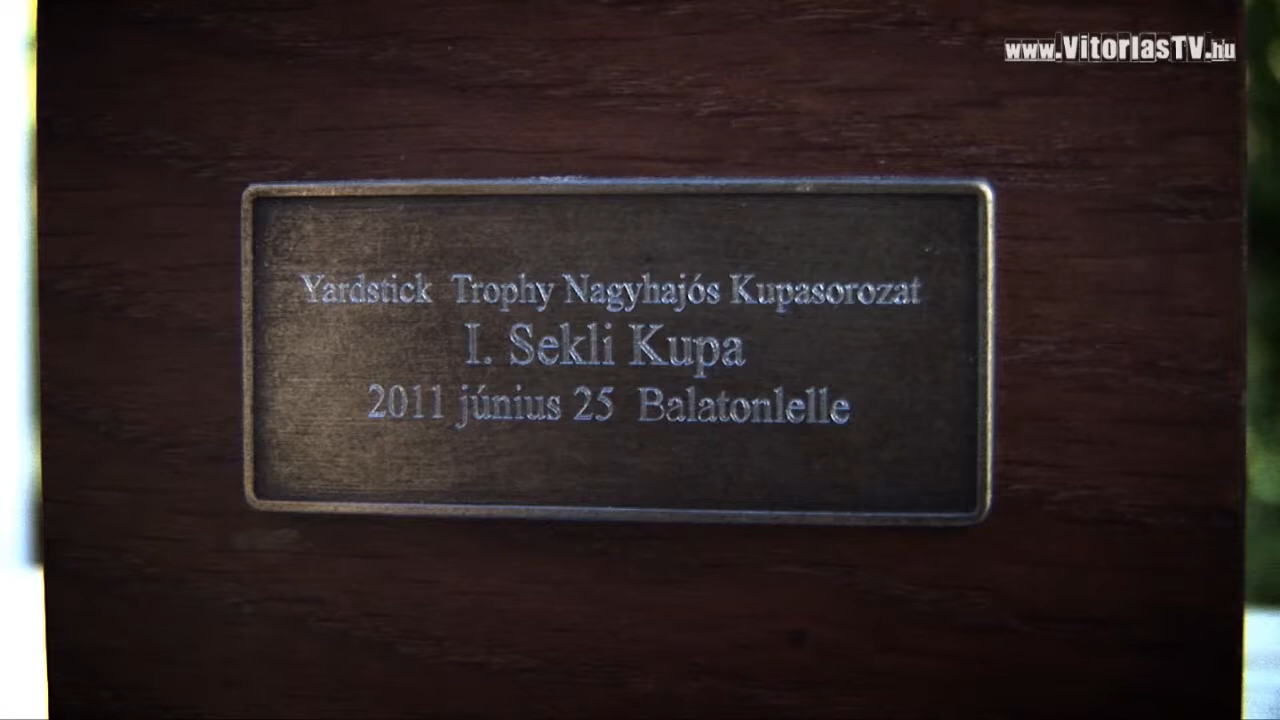 www.VitorlasTV.hu
Yardstick Trophy Nagyhajós Kupasorozat
I. Sekli Kupa
2011 június 25 Balatonlelle